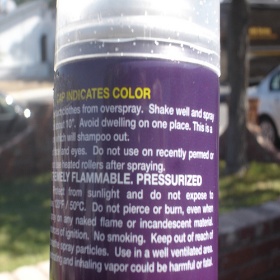 CAP INDICATES COLOR
clothes from overspray. Shake well and spray
10". Avoid dwelling on one place. This is a
which will shampoo out.
and eyes. Do not use on recently permed or
heated rollers after spraying.
FLAMMABLE. PRESSURIZED
from sunlight and do not expose to
120°F / 50°C. Do not pierce or burn, even when
on any naked flame or incandescent material.
of ignition. No smoking. Keep out of reach of
spray particles. Use in a well ventilated area.
and inhaling vapor could be harmful or fatal.